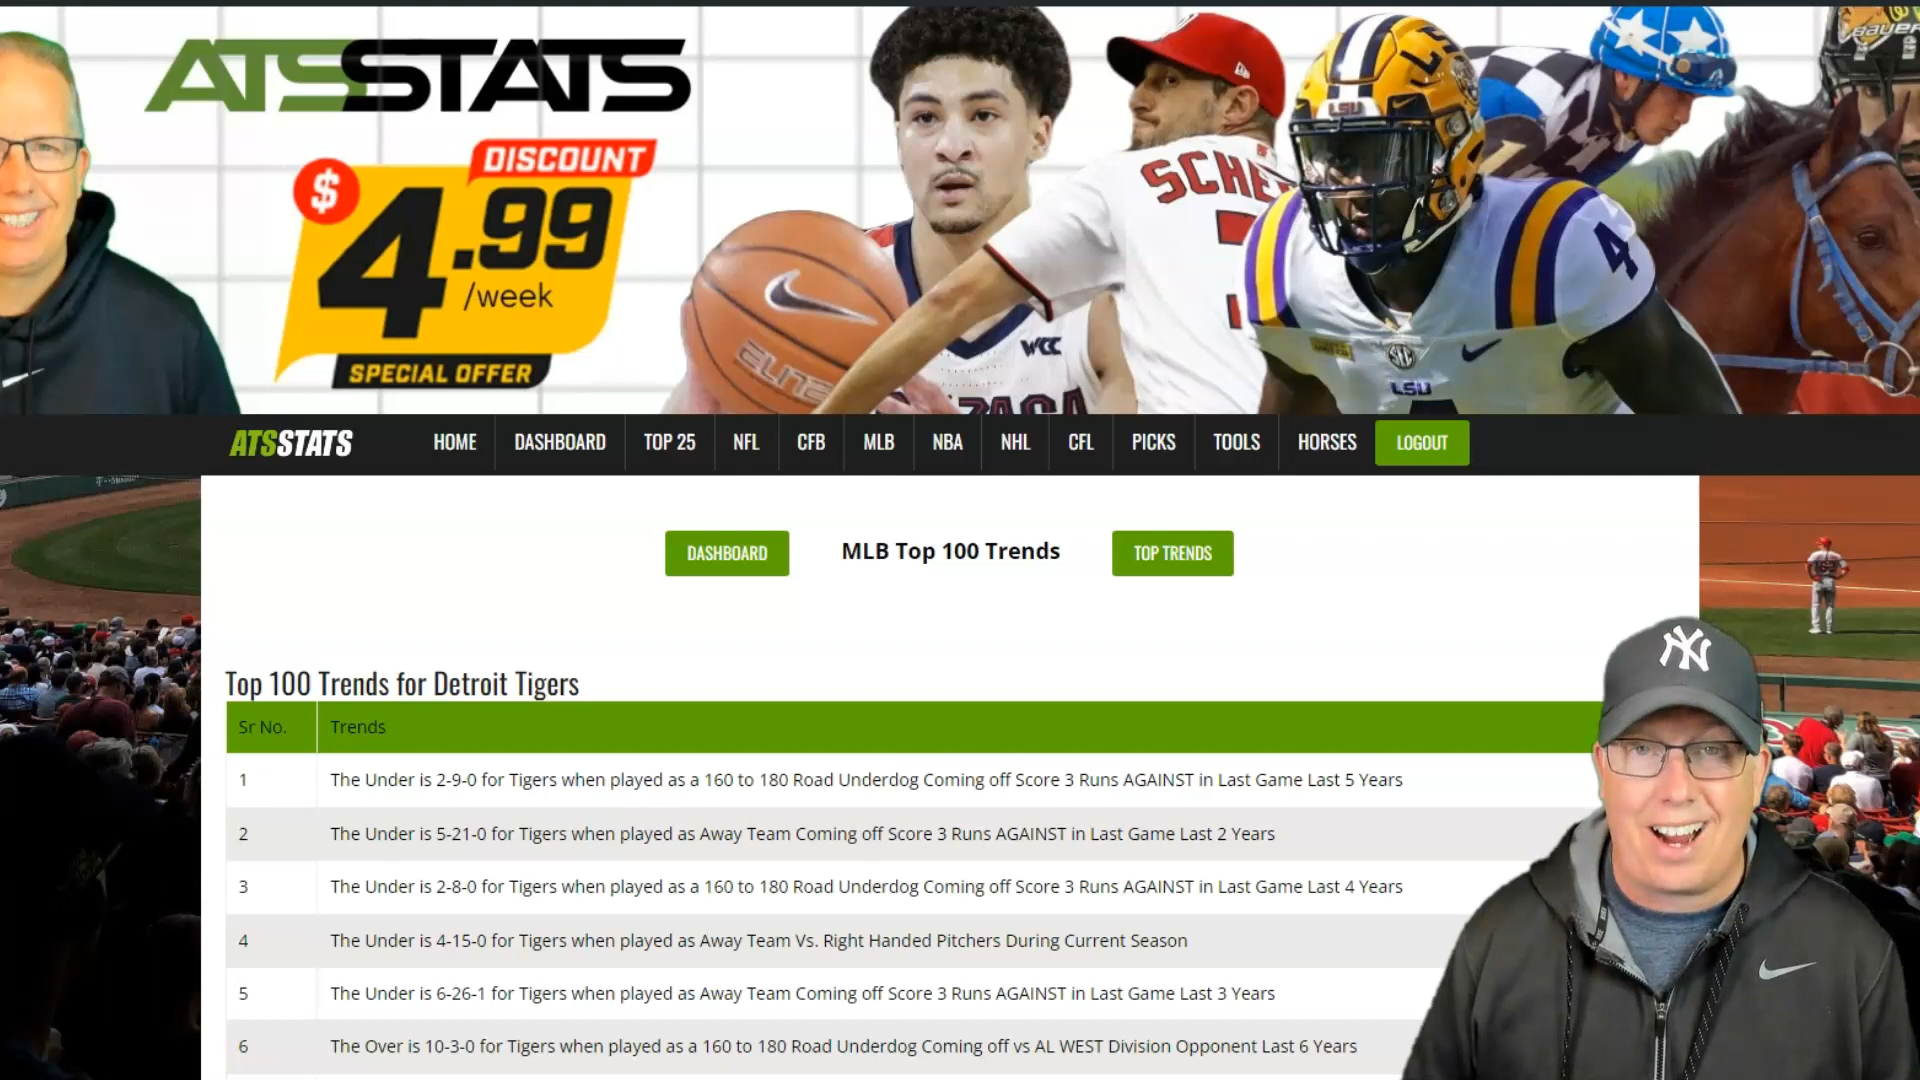 ATSSTATS
DISCOUNT
$4.99
/week
SPECIAL OFFER
SCHE
LSU
LSU
4
WCC
ELITE
SEC
LSU
BAUER
ATSSTATS HOME DASHBOARD TOP 25 NFL CFB MLB NBA NHL CFL PICKS TOOLS HORSES LOGOUT
DASHBOARD MLB Top 100 Trends TOP TRENDS
Top 100 Trends for Detroit Tigers
Sr No. Trends
1 The Under is 2-9-0 for Tigers when played as a 160 to 180 Road Underdog Coming off Score 3 Runs AGAINST in Last Game Last 5 Years
2 The Under is 5-21-0 for Tigers when played as Away Team Coming off Score 3 Runs AGAINST in Last Game Last 2 Years
3 The Under is 2-8-0 for Tigers when played as a 160 to 180 Road Underdog Coming off Score 3 Runs AGAINST in Last Game Last 4 Years
4 The Under is 4-15-0 for Tigers when played as Away Team Vs. Right Handed Pitchers During Current Season
5 The Under is 6-26-1 for Tigers when played as Away Team Coming off Score 3 Runs AGAINST in Last Game Last 3 Years
6 The Over is 10-3-0 for Tigers when played as a 160 to 180 Road Underdog Coming off vs AL WEST Division Opponent Last 6 Years
NY